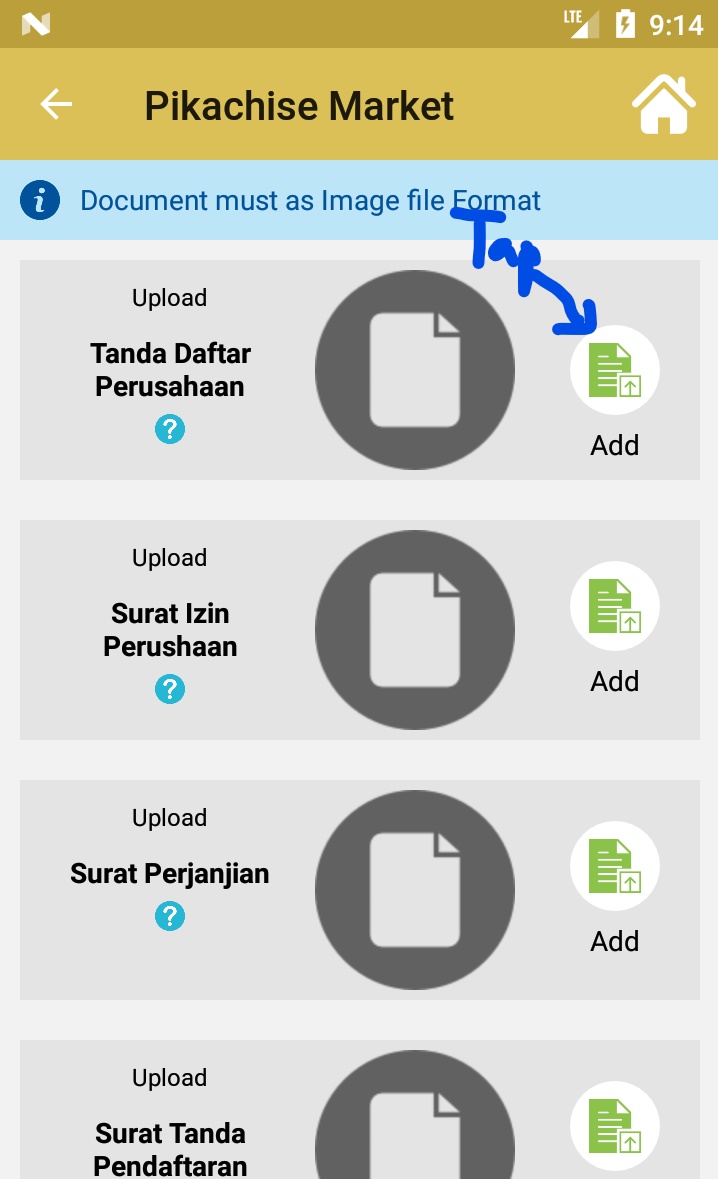 LTE 9:14
Pikachise Market
Document must as Image file Format
Tap
Upload
Tanda Daftar
Perusahaan
?
Add
Upload
Surat Izin
Perushaan
?
Add
Upload
Surat Perjanjian
?
Add
Upload
Surat Tanda
Pendaftaran